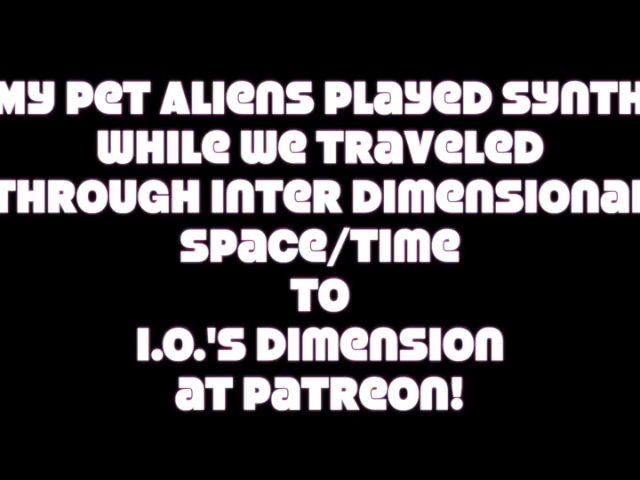 MY PET ALIENS PLAYED SYNTH
WHILE WE TRAVELED
THROUGH INTER DIMENSIONAL
SPACE/TIME
TO
I.O.'S DIMENSION
AT PATREON!